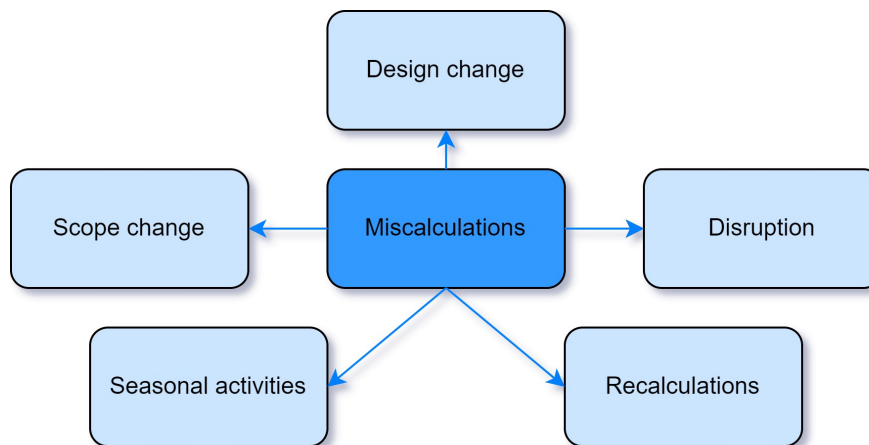 Design change
Scope change
Miscalculations
Disruption
Seasonal activities
Recalculations